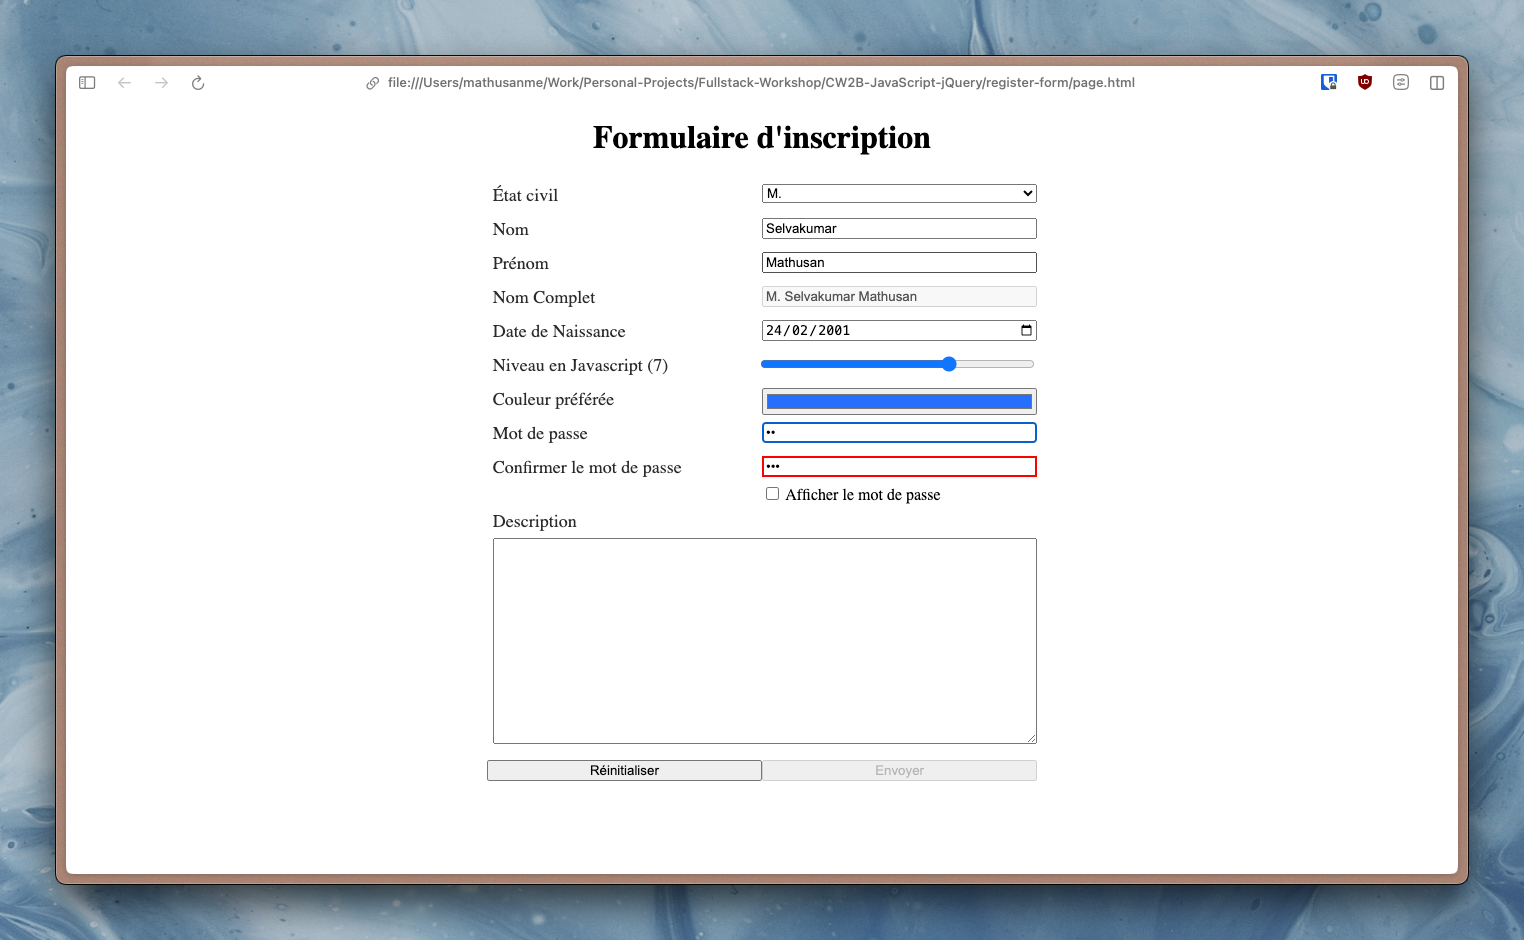 file:///Users/mathusanme/Work/Personal-Projects/Fullstack-Workshop/CW2B-JavaScript-jQuery/register-form/page.html
Formulaire d'inscription
État civil M.
Nom Selvakumar
Prénom Mathusan
Nom Complet M. Selvakumar Mathusan
Date de Naissance 24/02/2001
Niveau en Javascript (7)
Couleur préférée
Mot de passe ••
Confirmer le mot de passe •••
Afficher le mot de passe
Description
Réinitialiser Envoyer